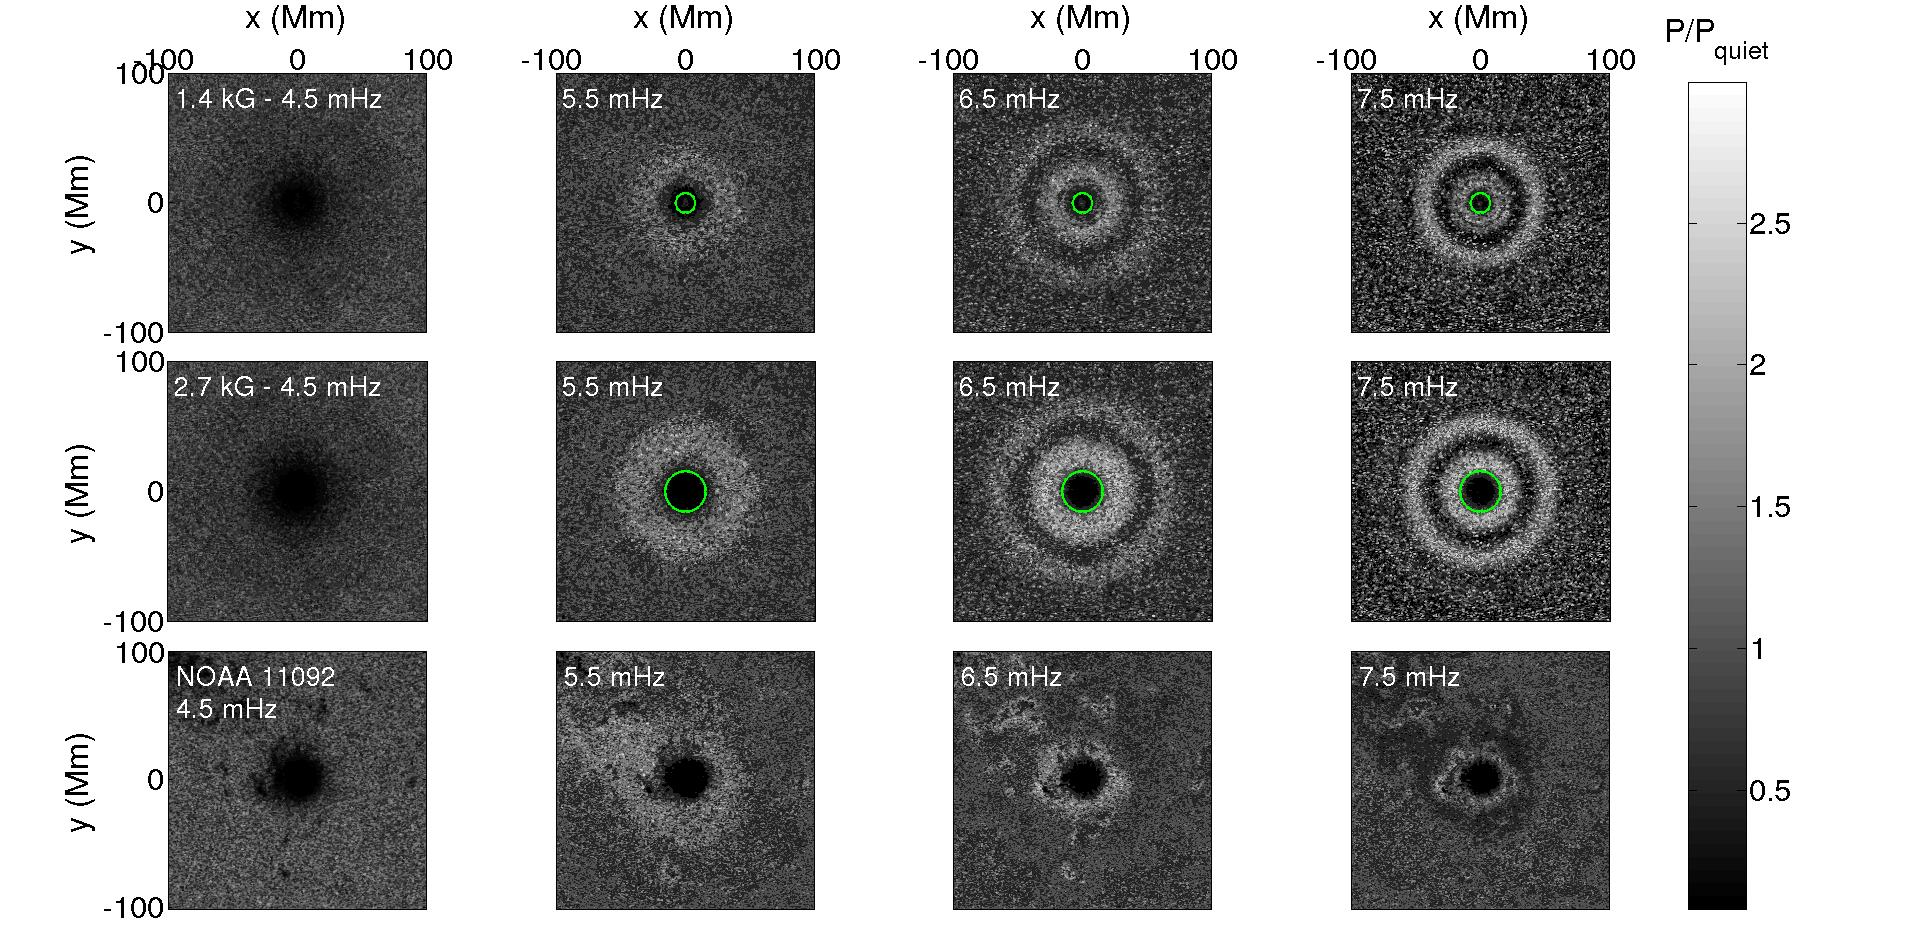 x (Mm) x (Mm) x (Mm) x (Mm) P/P quiet
-100 0 100 -100 0 100 -100 0 100 -100 0 100
100 1.4 kG - 4.5 mHz 5.5 mHz 6.5 mHz 7.5 mHz
y (Mm) 0
-100
2.5
100 2.7 kG - 4.5 mHz 5.5 mHz 6.5 mHz 7.5 mHz
2
y (Mm) 0
1.5
-100
100 NOAA 11092 5.5 mHz 6.5 mHz 7.5 mHz
1
4.5 mHz
y (Mm) 0
0.5
-100